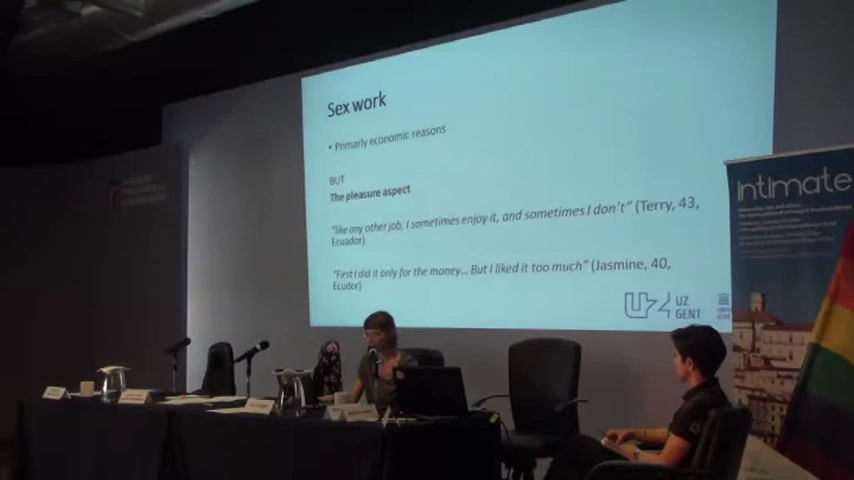 Sex work
• Primarily economic reasons
BUT
The pleasure aspect
"like any other job, I sometimes enjoy it, and sometimes I don't" (Terry, 43,
Ecuador)
"First I did it only for the money... But I liked it too much" (Jasmine, 40,
Ecuador)
UZ
GENT
intimate